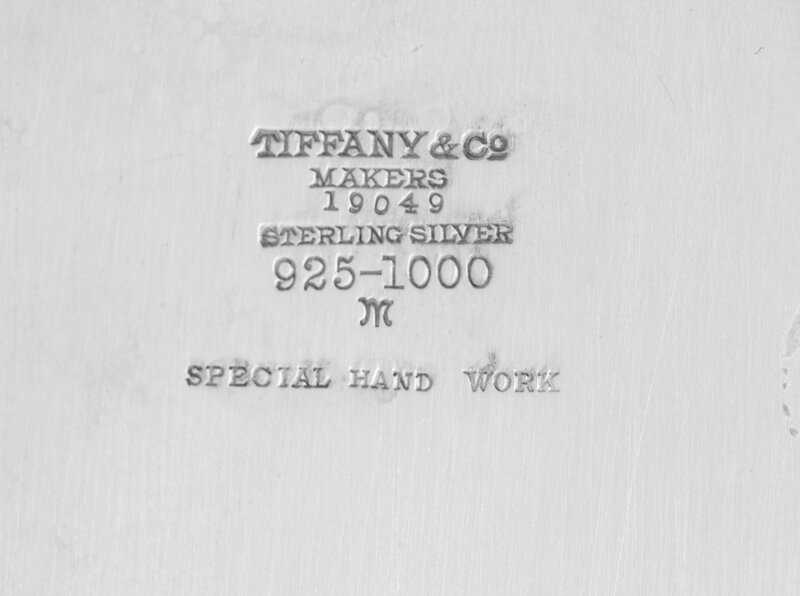 TIFFANY & Co
MAKERS
19049
STERLING SILVER
925-1000
M
SPECIAL HAND WORK